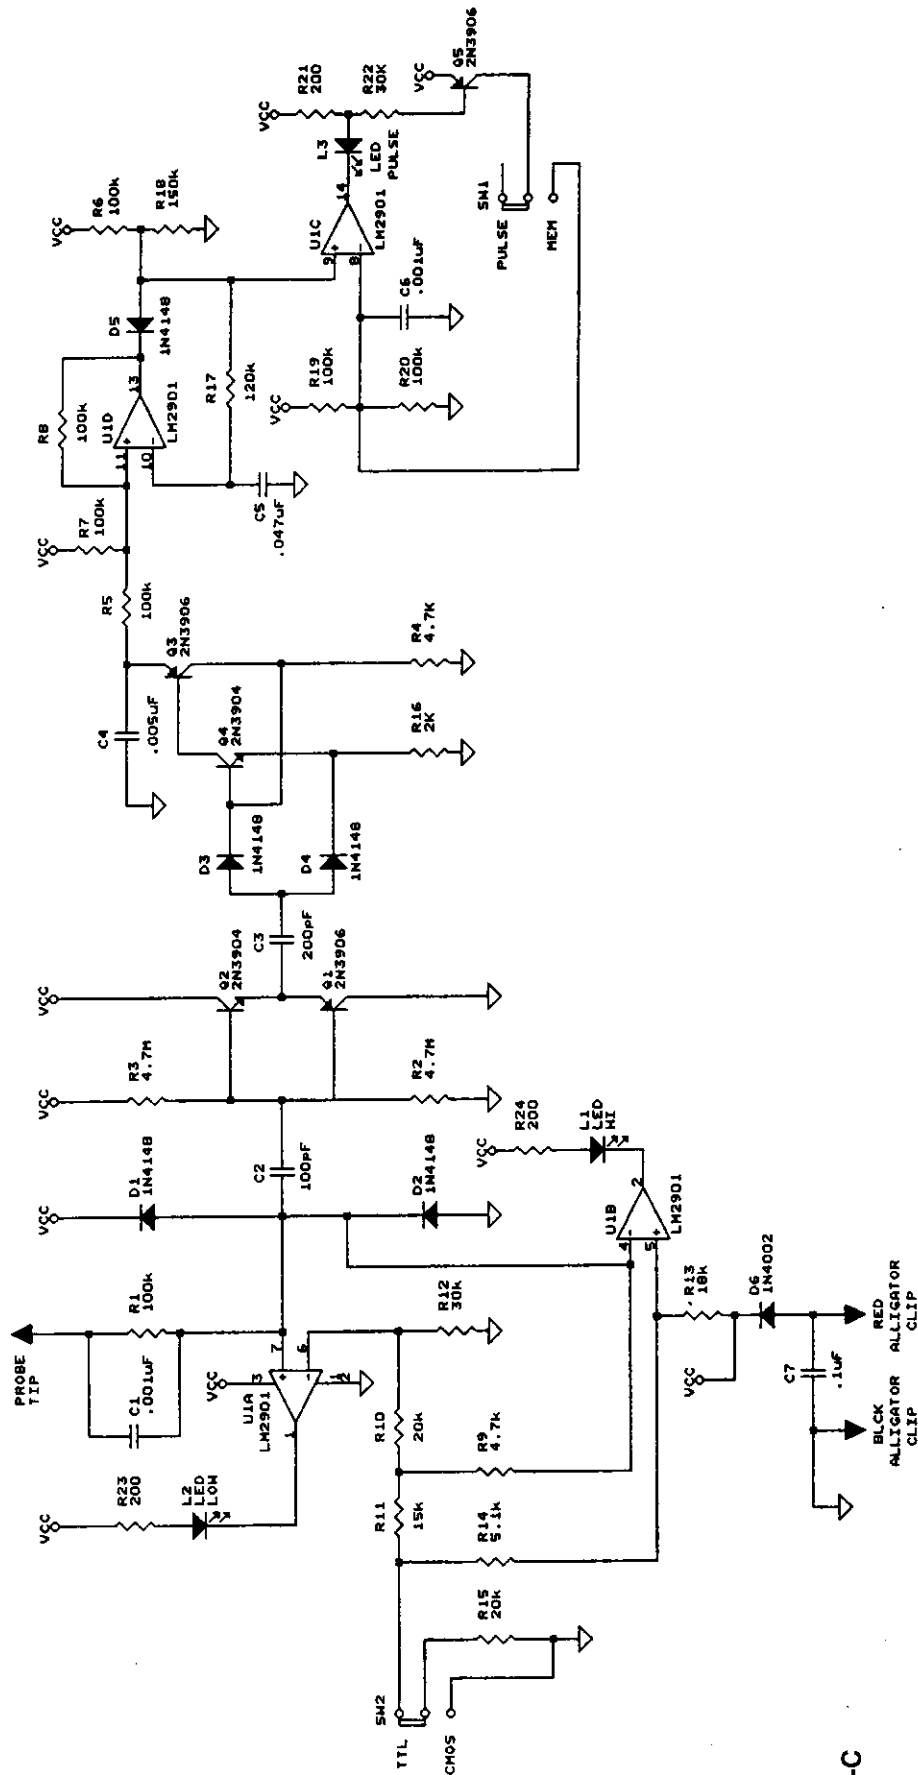 PROBE
TIP
C1
.001uF
R1
100k
VCC
D1
1N4148
VCC
R3
4.7M
VCC
Q2
2N3904
C2
100pF
D2
1N4148
R2
4.7M
C3
200pF
Q1
2N3906
D3
1N4148
D4
1N4148
C4
.005uF
Q3
2N3906
Q4
2N3904
R16
2K
R4
4.7K
R5
100k
VCC
R7
100k
R8
100k
11
10
13
U1D
LM2901
D5
1N4148
R17
120k
C5
.047uF
VCC
R6
100k
R18
150k
VCC
R19
100k
R20
100k
C6
.001uF
9
8
14
U1C
LM2901
L3
LED
PULSE
VCC
R21
200
R22
30K
VCC
Q5
2N3906
SW1
PULSE
MEM
VCC
R23
200
L2
LED
LOW
VCC
3
7
6
1
12
U1A
LM2901
R12
30k
R10
20k
R11
15k
R9
4.7k
R14
5.1k
R15
20k
SW2
TTL
CMOS
VCC
R24
200
L1
LED
HI
4
5
2
U1B
LM2901
R13
18k
VCC
D6
1N4002
C7
.1uF
BLCK
ALLIGATOR
CLIP
RED
ALLIGATOR
CLIP
-C